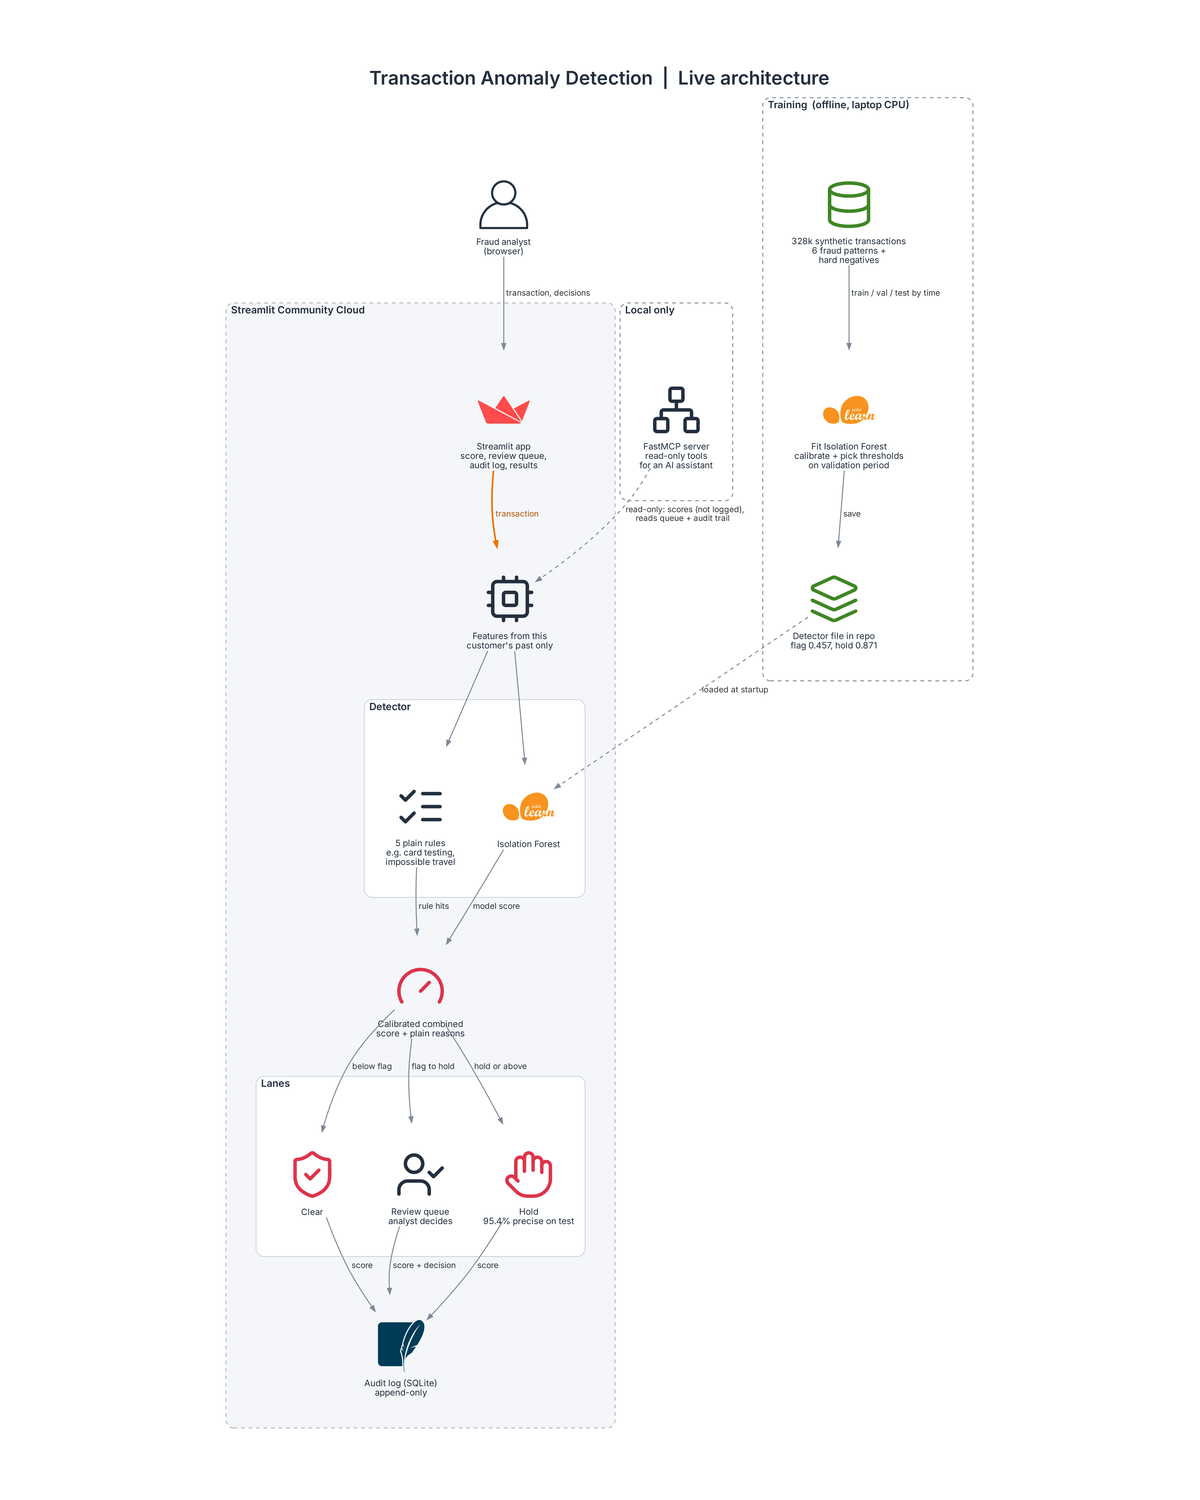 Transaction Anomaly Detection | Live architecture
Training (offline, laptop CPU)
328k synthetic transactions
6 fraud patterns +
hard negatives
train / val / test by time
Fraud analyst
(browser)
transaction, decisions
Streamlit Community Cloud
Local only
Streamlit app
score, review queue,
audit log, results
FastMCP server
read-only tools
for an AI assistant
learn
Fit Isolation Forest
calibrate + pick thresholds
on validation period
transaction
read-only: scores (not logged),
reads queue + audit trail
save
Features from this
customer's past only
Detector file in repo
flag 0.457, hold 0.871
loaded at startup
Detector
5 plain rules
e.g. card testing,
impossible travel
learn
Isolation Forest
rule hits
model score
Calibrated combined
score + plain reasons
below flag
flag to hold
hold or above
Lanes
Clear
Review queue
analyst decides
Hold
95.4% precise on test
score
score + decision
score
Audit log (SQLite)
append-only